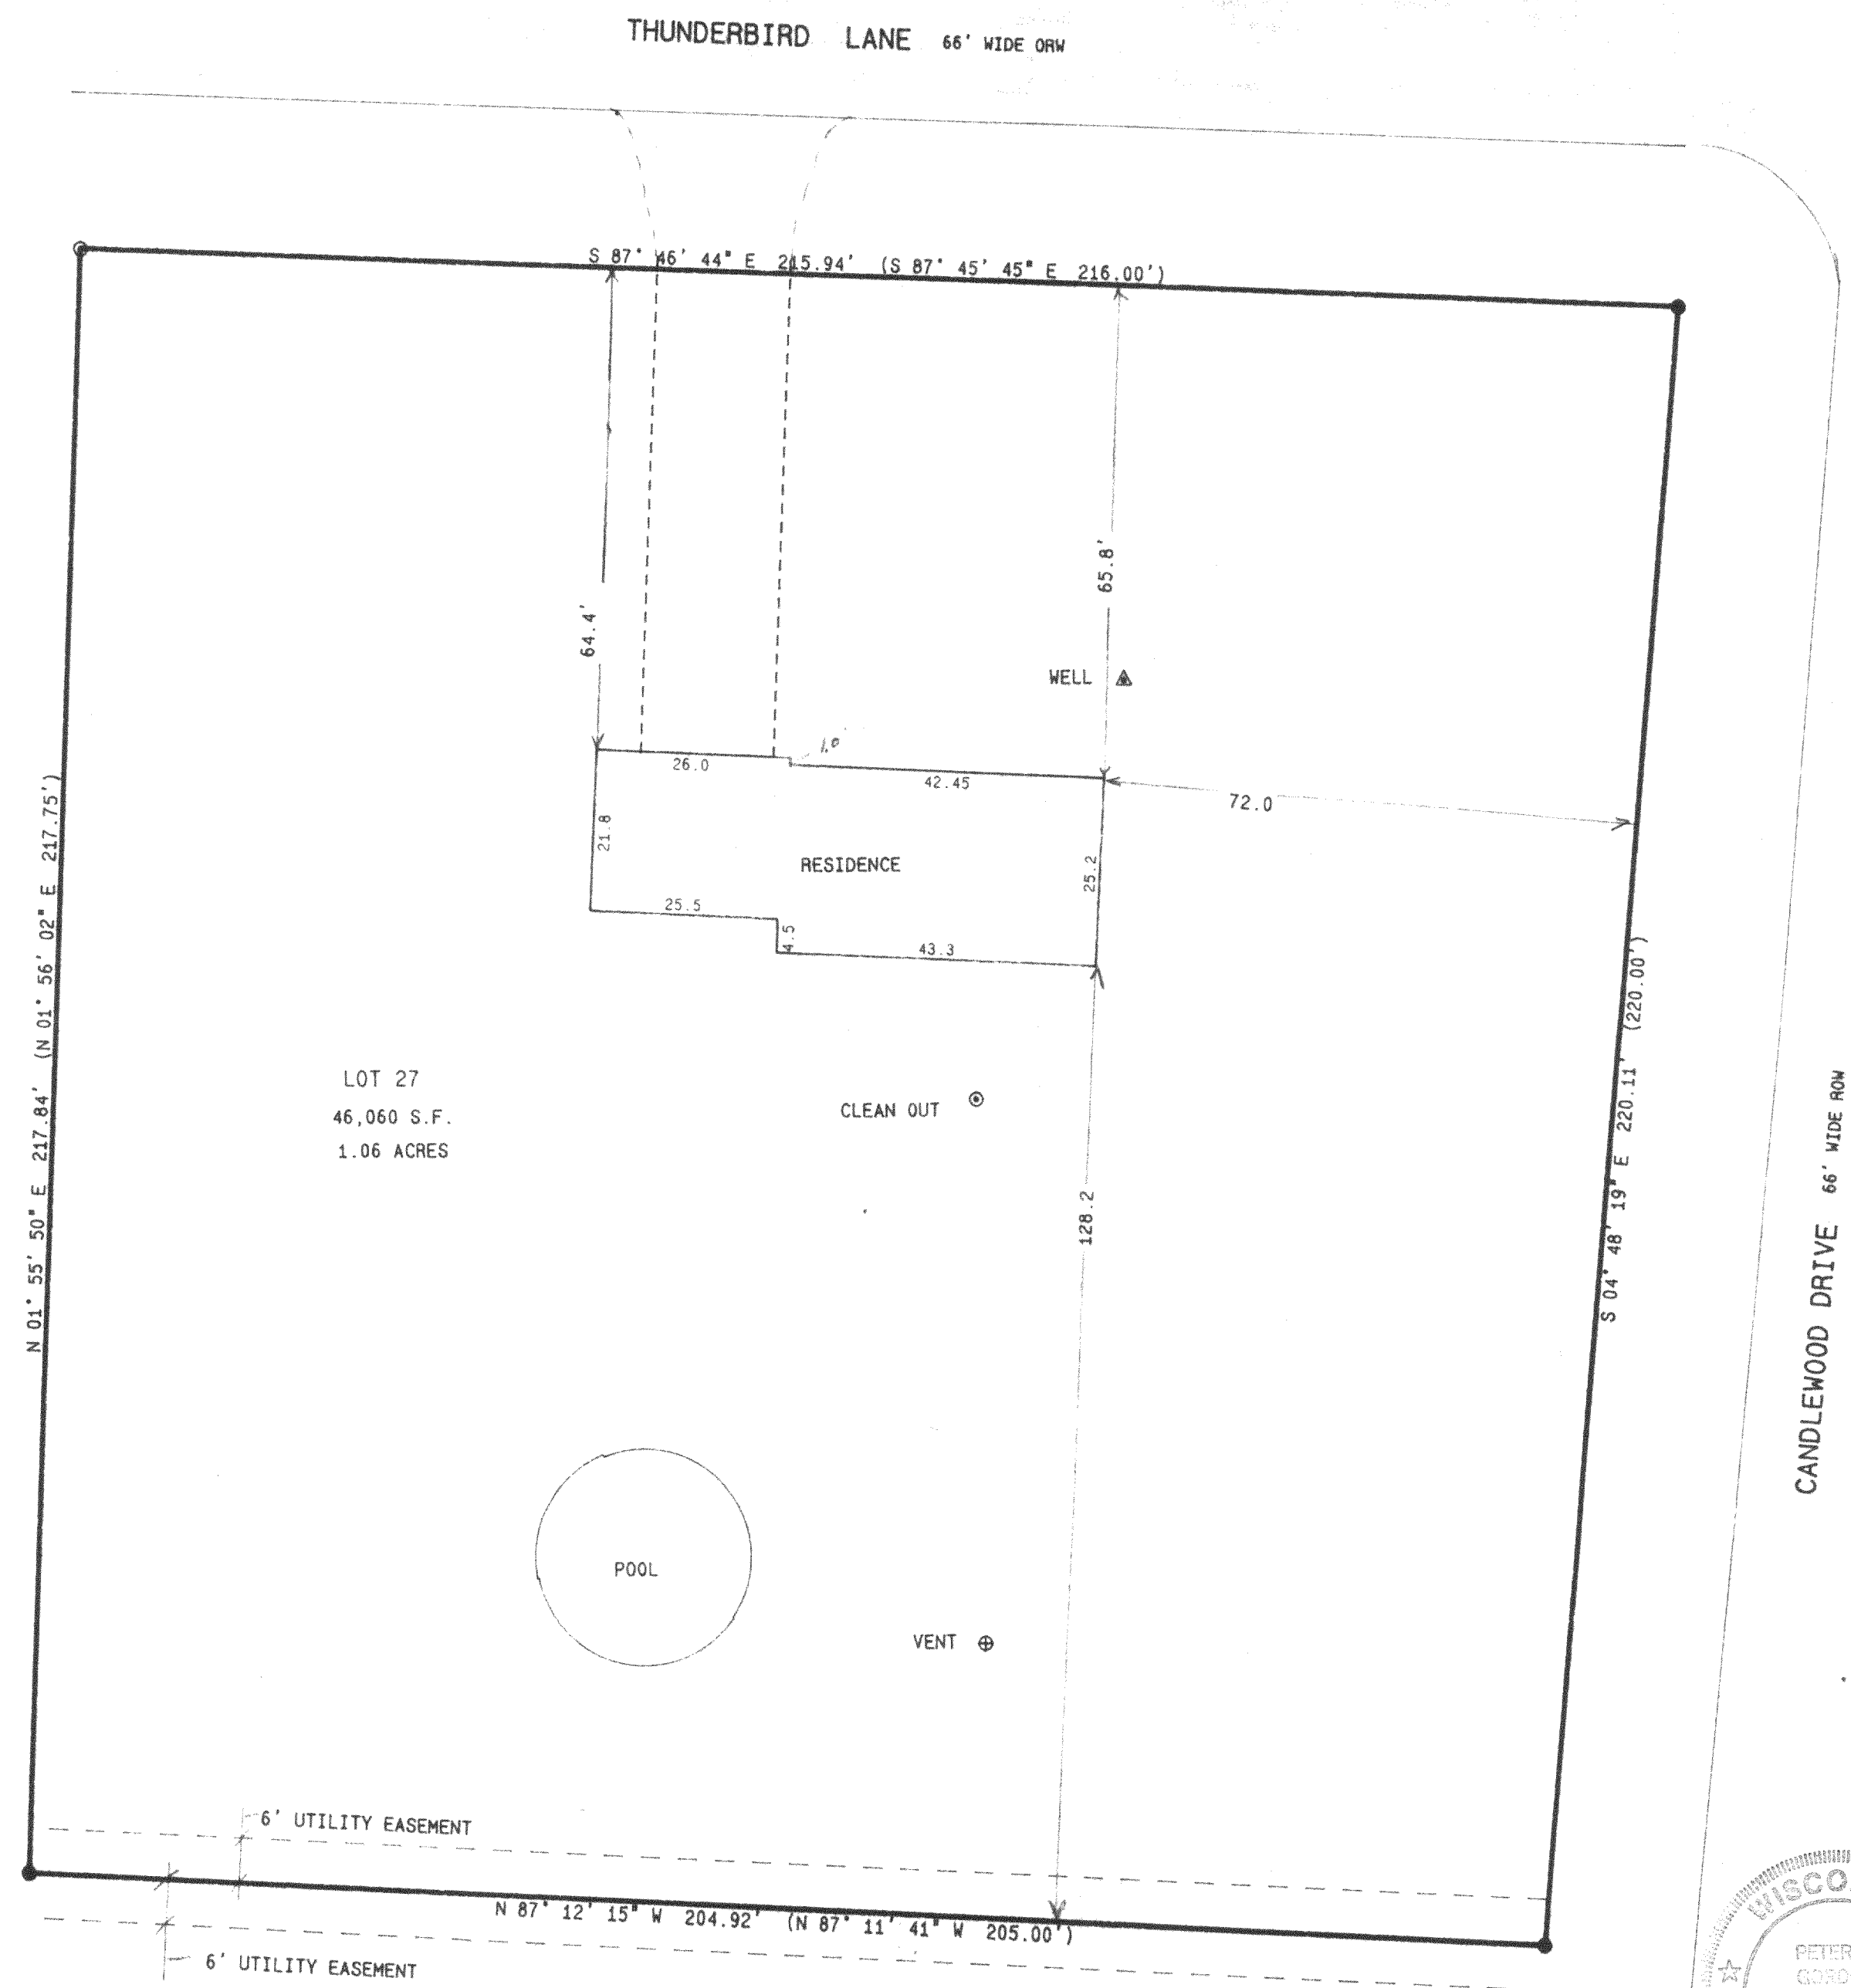 THUNDERBIRD LANE 66' WIDE ORW
S 87° 46' 44" E 215.94' (S 87° 45' 45" E 216.00')
64.4'
65.8'
WELL
1.0
26.0
42.45
72.0
21.8
RESIDENCE
25.2
25.5
4.5
43.3
N 01° 55' 50" E 217.84' (N 01° 56' 02" E 217.75')
S 04° 48' 19" E 220.11' (220.00')
LOT 27
46,060 S.F.
1.06 ACRES
CLEAN OUT
128.2
CANDLEWOOD DRIVE 66' WIDE ROW
POOL
VENT
6' UTILITY EASEMENT
N 87° 12' 15" W 204.92' (N 87° 11' 41" W 205.00')
6' UTILITY EASEMENT
WISCO
PETER
GORD